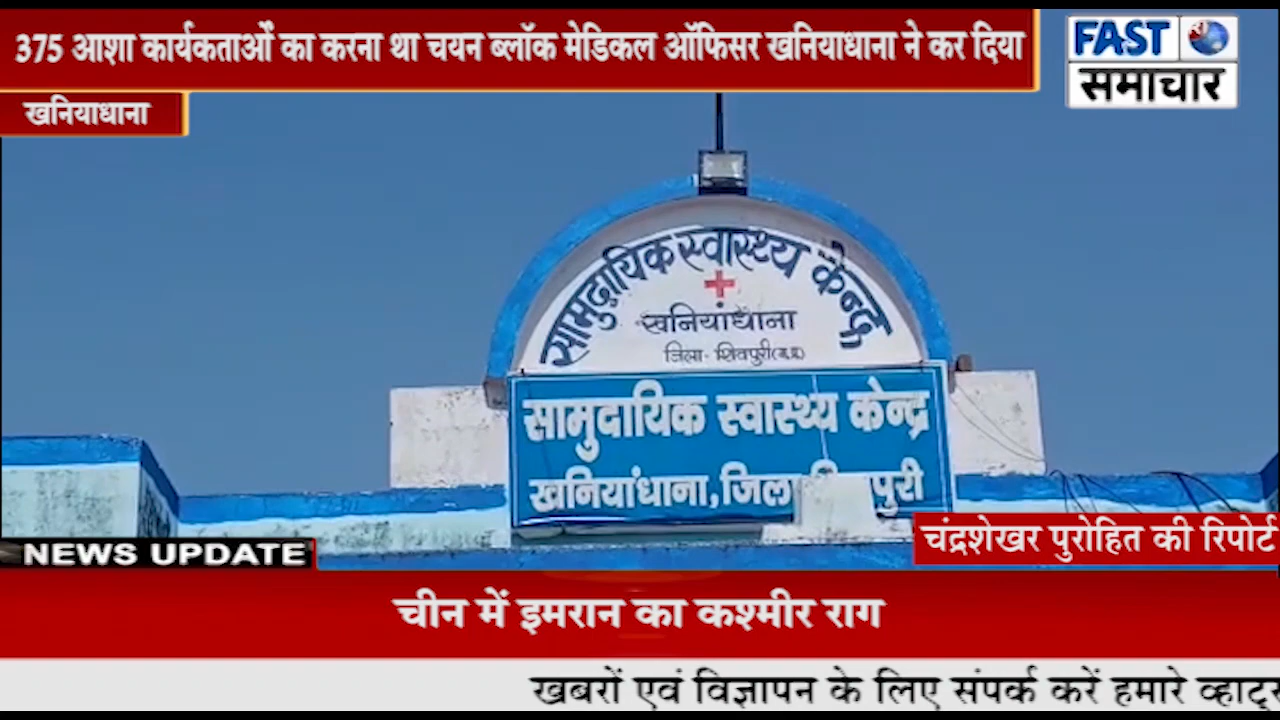 375 आशा कार्यकर्ताओं का करना था चयन ब्लॉक मेडिकल ऑफिसर खनियाधाना ने कर दिया
FAST
समाचार
खनियाधाना
सामुदायिक स्वास्थ्य केन्द्र
खनियांधाना
जिला- शिवपुरी(म.प्र.)
सामुदायिक स्वास्थ्य केन्द्र
खनियांधाना, जिला पुरी
चंद्रशेखर पुरोहित की रिपोर्ट
NEWS UPDATE
चीन में इमरान का कश्मीर राग
खबरों एवं विज्ञापन के लिए संपर्क करें हमारे